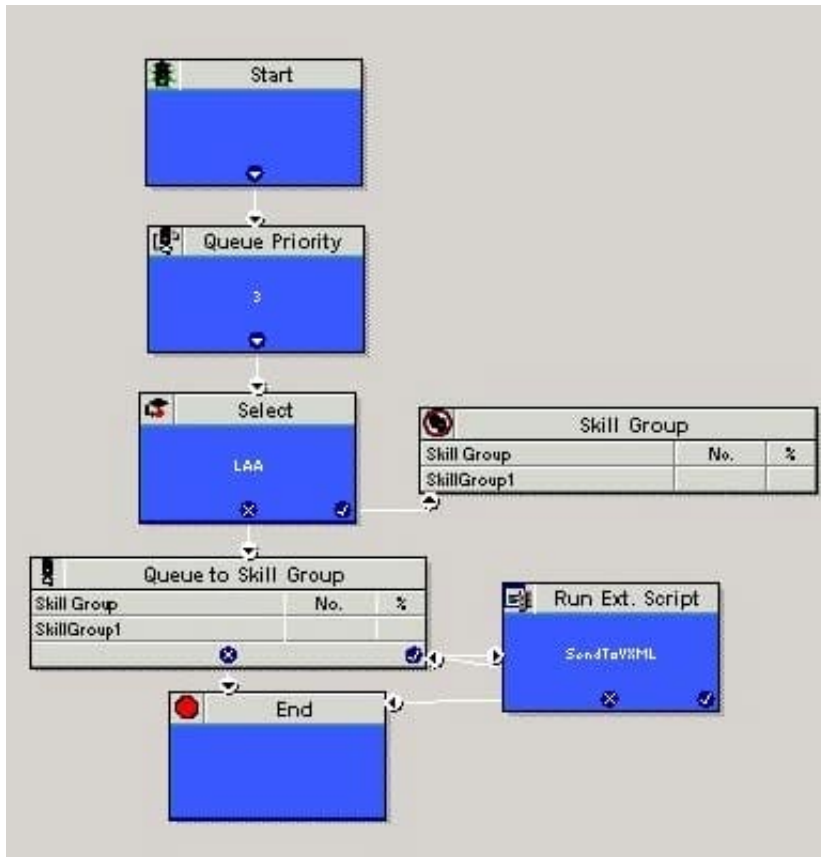 Start
Queue Priority
3
Select
LAA
Skill Group
Skill Group No. %
SkillGroup1
Queue to Skill Group
Skill Group No. %
SkillGroup1
Run Ext. Script
SendToVXML
End